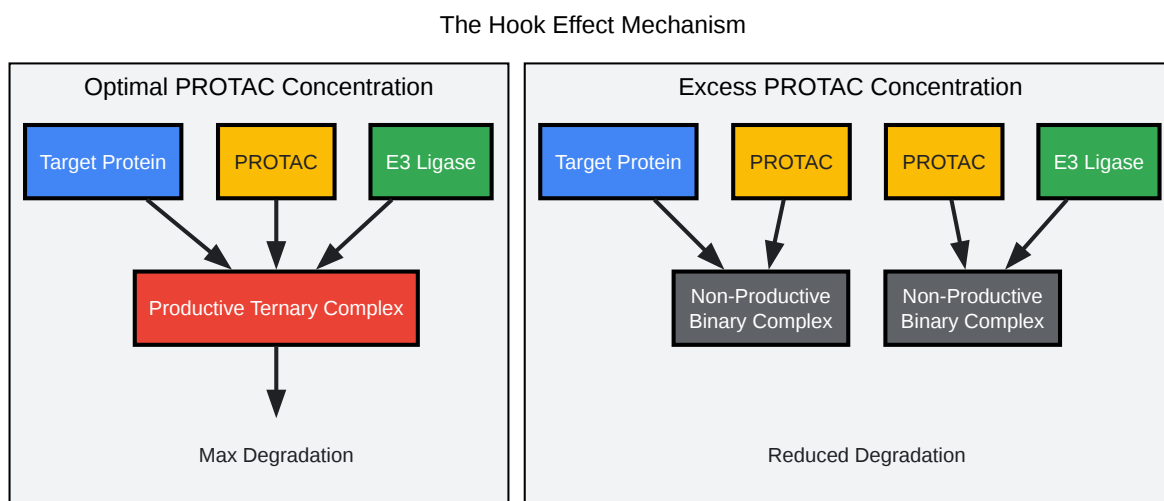 The Hook Effect Mechanism
Optimal PROTAC Concentration
Target Protein
PROTAC
E3 Ligase
Productive Ternary Complex
Max Degradation
Excess PROTAC Concentration
Target Protein
PROTAC
PROTAC
E3 Ligase
Non-Productive
Binary Complex
Non-Productive
Binary Complex
Reduced Degradation